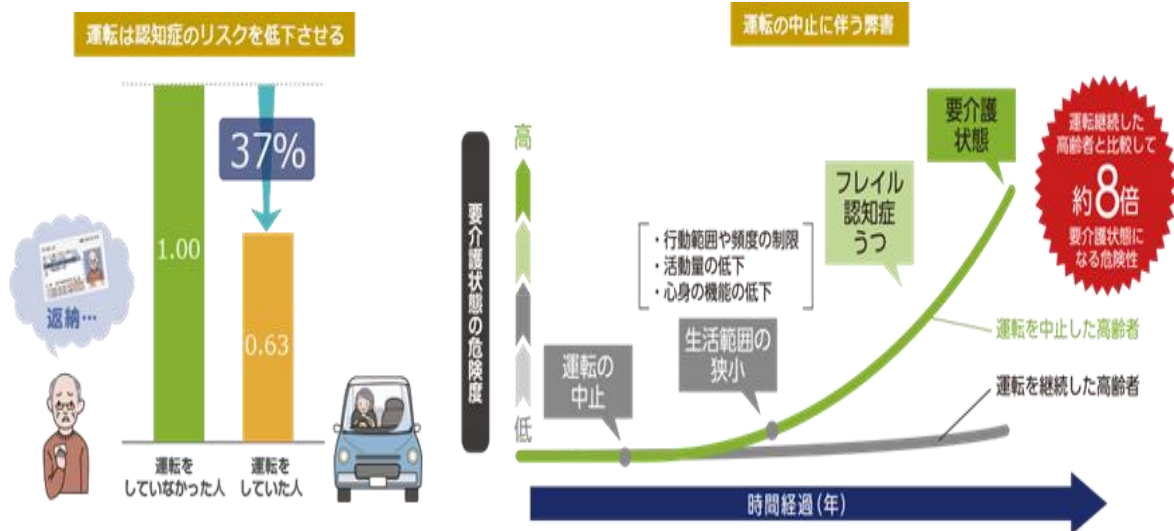 運転は認知症のリスクを低下させる
37%
1.00
0.63
返納…
運転を
していなかった人
運転を
していた人
運転の中止に伴う弊害
要介護状態の危険度
高
低
運転の
中止
・行動範囲や頻度の制限
・活動量の低下
・心身の機能の低下
生活範囲の
狭小
フレイル
認知症
うつ
要介護
状態
運転継続した
高齢者と比較して
約8倍
要介護状態に
なる危険性
運転を中止した高齢者
運転を継続した高齢者
時間経過(年)